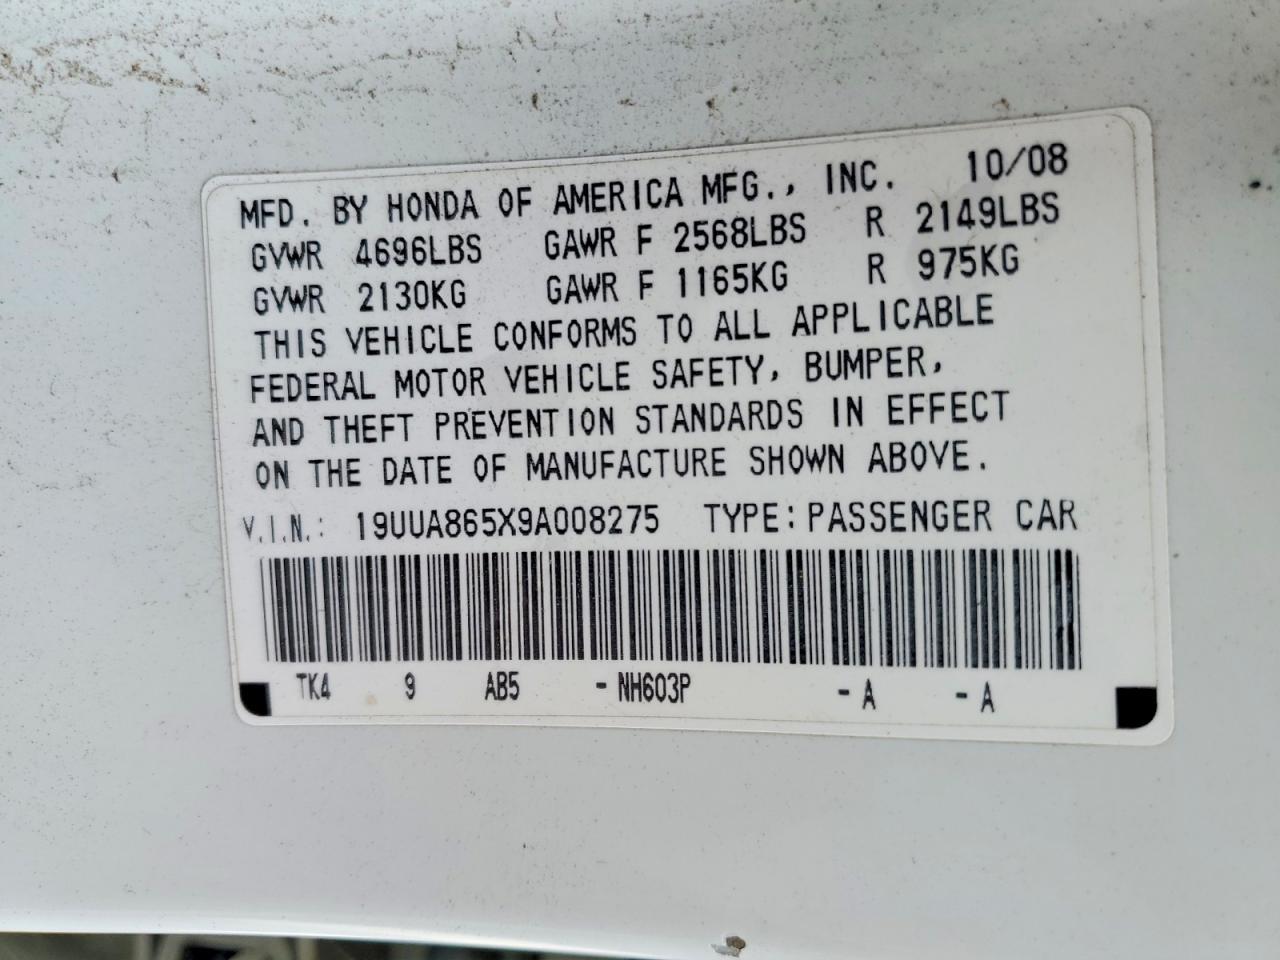 MFD. BY HONDA OF AMERICA MFG., INC. 10/08
GVWR 4696LBS GAWR F 2568LBS R 2149LBS
GVWR 2130KG GAWR F 1165KG R 975KG
THIS VEHICLE CONFORMS TO ALL APPLICABLE
FEDERAL MOTOR VEHICLE SAFETY, BUMPER,
AND THEFT PREVENTION STANDARDS IN EFFECT
ON THE DATE OF MANUFACTURE SHOWN ABOVE.
V.I.N.: 19UUA865X9A008275 TYPE: PASSENGER CAR
TK4 9 AB5 - NH603P - A - A